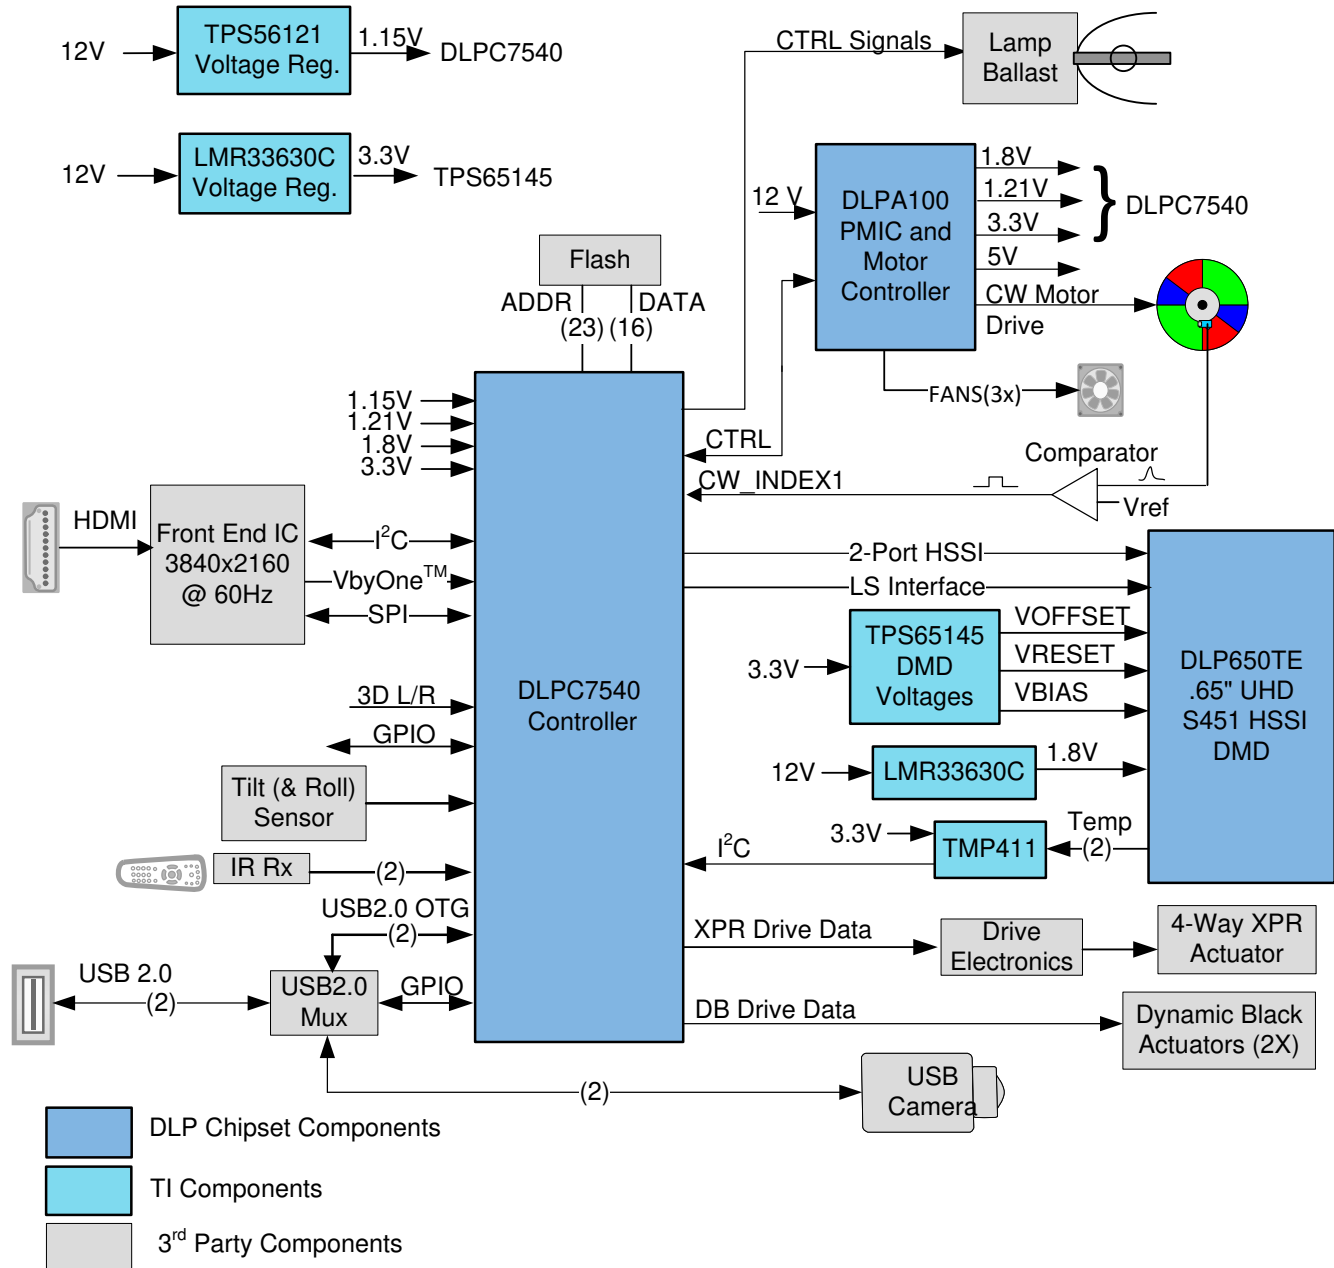 12V
TPS56121
Voltage Reg.
1.15V
DLPC7540
12V
LMR33630C
Voltage Reg.
3.3V
TPS65145
CTRL Signals
Lamp
Ballast
12 V
DLPA100
PMIC and
Motor
Controller
1.8V
1.21V
3.3V
5V
DLPC7540
CW Motor
Drive
FANS(3x)
Flash
ADDR
DATA
(23)
(16)
1.15V
1.21V
1.8V
3.3V
CTRL
CW_INDEX1
Comparator
Vref
HDMI
Front End IC
3840x2160
@ 60Hz
I²C
VbyOne™
SPI
DLPC7540
Controller
2-Port HSSI
LS Interface
3.3V
TPS65145
DMD
Voltages
VOFFSET
VRESET
VBIAS
DLP650TE
.65" UHD
S451 HSSI
DMD
12V
LMR33630C
1.8V
3.3V
TMP411
Temp
(2)
I²C
3D L/R
GPIO
Tilt (& Roll)
Sensor
IR Rx
(2)
USB2.0 OTG
(2)
USB 2.0
(2)
USB2.0
Mux
GPIO
XPR Drive Data
Drive
Electronics
4-Way XPR
Actuator
DB Drive Data
Dynamic Black
Actuators (2X)
(2)
USB
Camera
DLP Chipset Components
TI Components
3rd Party Components